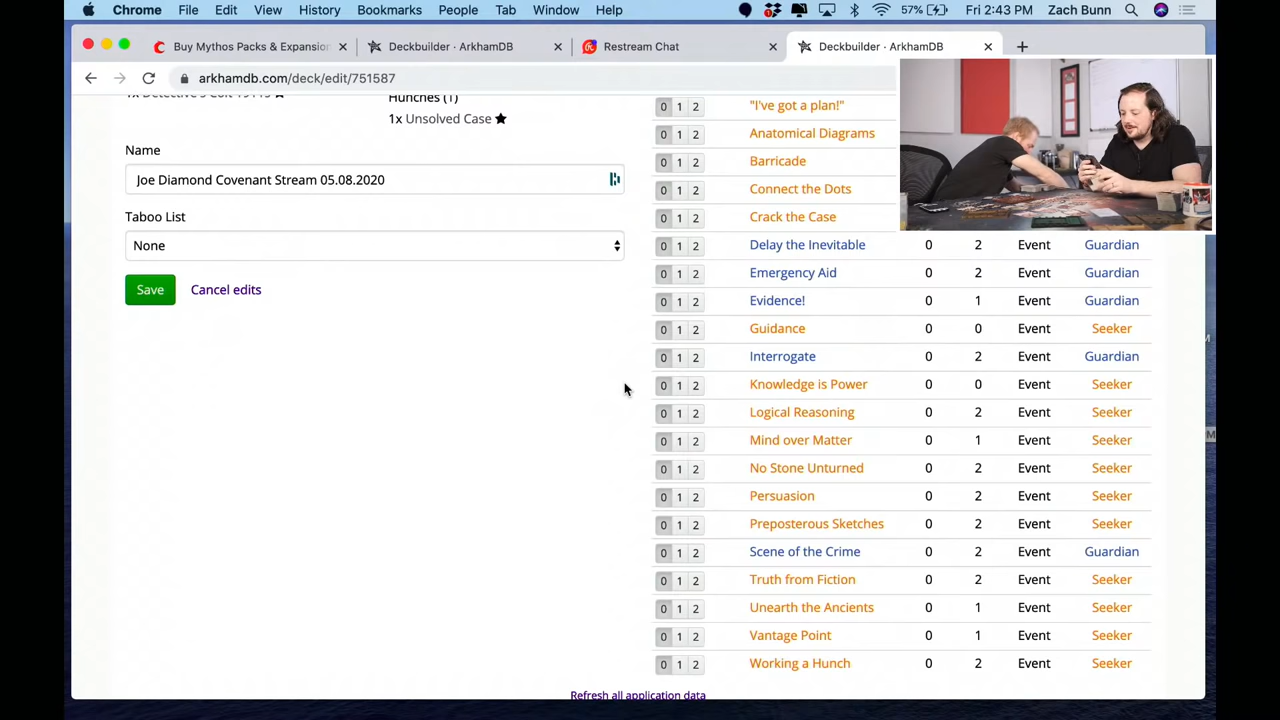 Chrome File Edit View History Bookmarks People Tab Window Help 57% Fri 2:43 PM Zach Bunn
Buy Mythos Packs & Expansion Deckbuilder · ArkhamDB Restream Chat Deckbuilder · ArkhamDB
arkhamdb.com/deck/edit/751587
Hunches (1)
1x Unsolved Case
Name
Joe Diamond Covenant Stream 05.08.2020
Taboo List
None
Save Cancel edits
0 1 2 "I've got a plan!"
0 1 2 Anatomical Diagrams
0 1 2 Barricade
0 1 2 Connect the Dots
0 1 2 Crack the Case
0 1 2 Delay the Inevitable 0 2 Event Guardian
0 1 2 Emergency Aid 0 2 Event Guardian
0 1 2 Evidence! 0 1 Event Guardian
0 1 2 Guidance 0 0 Event Seeker
0 1 2 Interrogate 0 2 Event Guardian
0 1 2 Knowledge is Power 0 0 Event Seeker
0 1 2 Logical Reasoning 0 2 Event Seeker
0 1 2 Mind over Matter 0 1 Event Seeker
0 1 2 No Stone Unturned 0 2 Event Seeker
0 1 2 Persuasion 0 2 Event Seeker
0 1 2 Preposterous Sketches 0 2 Event Seeker
0 1 2 Scene of the Crime 0 2 Event Guardian
0 1 2 Truth from Fiction 0 2 Event Seeker
0 1 2 Unearth the Ancients 0 1 Event Seeker
0 1 2 Vantage Point 0 1 Event Seeker
0 1 2 Working a Hunch 0 2 Event Seeker
Refresh all application data